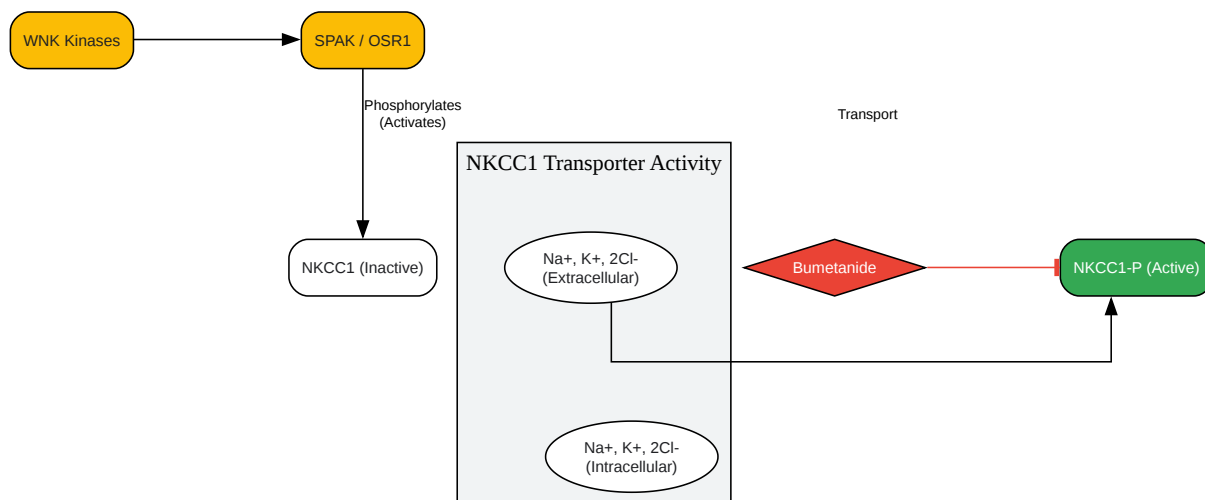 WNK Kinases
SPAK / OSR1
Phosphorylates
(Activates)
Transport
NKCC1 Transporter Activity
NKCC1 (Inactive)
Na+, K+, 2Cl-
(Extracellular)
Bumetanide
NKCC1-P (Active)
Na+, K+, 2Cl-
(Intracellular)